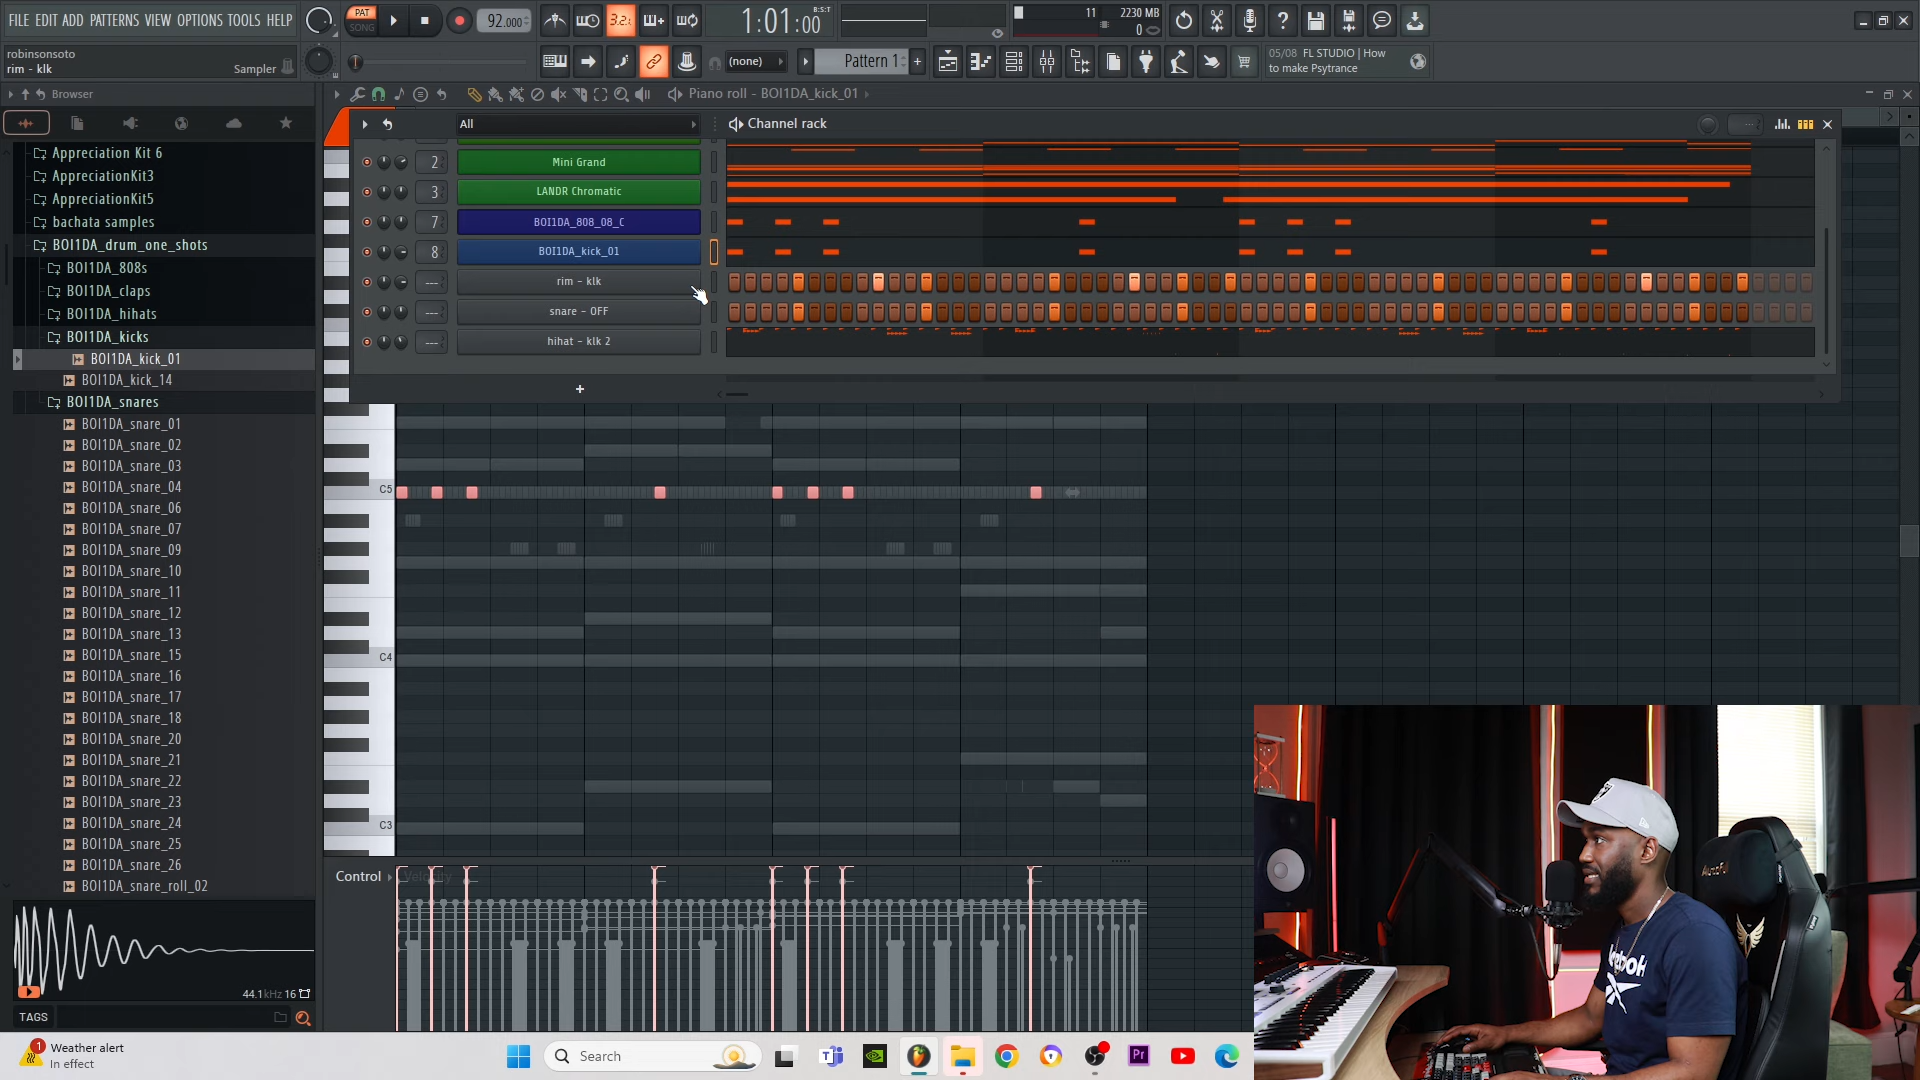 FILE EDIT ADD PATTERNS VIEW OPTIONS TOOLS HELP
PAT
SONG
92.000
3.2.
1:01:00
B:S:T
11
2230 MB
0
robinsonsoto
rim - klk
Sampler
(none)
Pattern 1
05/08 FL STUDIO | How
to make Psytrance
Browser
Piano roll - BOI1DA_kick_01
All
Channel rack
2
Mini Grand
3
LANDR Chromatic
7
BOI1DA_808_08_C
8
BOI1DA_kick_01
---
rim - klk
---
snare - OFF
---
hihat - klk 2
+
Appreciation Kit 6
AppreciationKit3
AppreciationKit5
bachata samples
BOI1DA_drum_one_shots
BOI1DA_808s
BOI1DA_claps
BOI1DA_hihats
BOI1DA_kicks
BOI1DA_kick_01
BOI1DA_kick_14
BOI1DA_snares
BOI1DA_snare_01
BOI1DA_snare_02
BOI1DA_snare_03
BOI1DA_snare_04
BOI1DA_snare_06
BOI1DA_snare_07
BOI1DA_snare_09
BOI1DA_snare_10
BOI1DA_snare_11
BOI1DA_snare_12
BOI1DA_snare_13
BOI1DA_snare_15
BOI1DA_snare_16
BOI1DA_snare_17
BOI1DA_snare_18
BOI1DA_snare_20
BOI1DA_snare_21
BOI1DA_snare_22
BOI1DA_snare_23
BOI1DA_snare_24
BOI1DA_snare_25
BOI1DA_snare_26
BOI1DA_snare_roll_02
C5
C4
C3
Control
Velocity
44.1kHz 16
TAGS
AutoFull
Reebok
1
Weather alert
In effect
Search
Pr